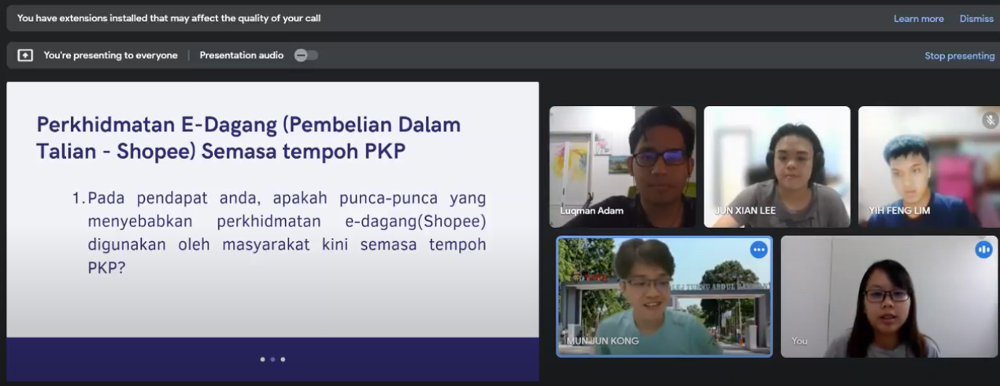 You have extensions installed that may affect the quality of your call
Learn more
Dismiss
You're presenting to everyone
Presentation audio
Stop presenting
Perkhidmatan E-Dagang (Pembelian Dalam
Talian - Shopee) Semasa tempoh PKP
1. Pada pendapat anda, apakah punca-punca yang
menyebabkan perkhidmatan e-dagang(Shopee)
digunakan oleh masyarakat kini semasa tempoh
PKP?
Luqman Adam
JUN XIAN LEE
YIH FENG LIM
ABDUL
MUN JUN KONG
You